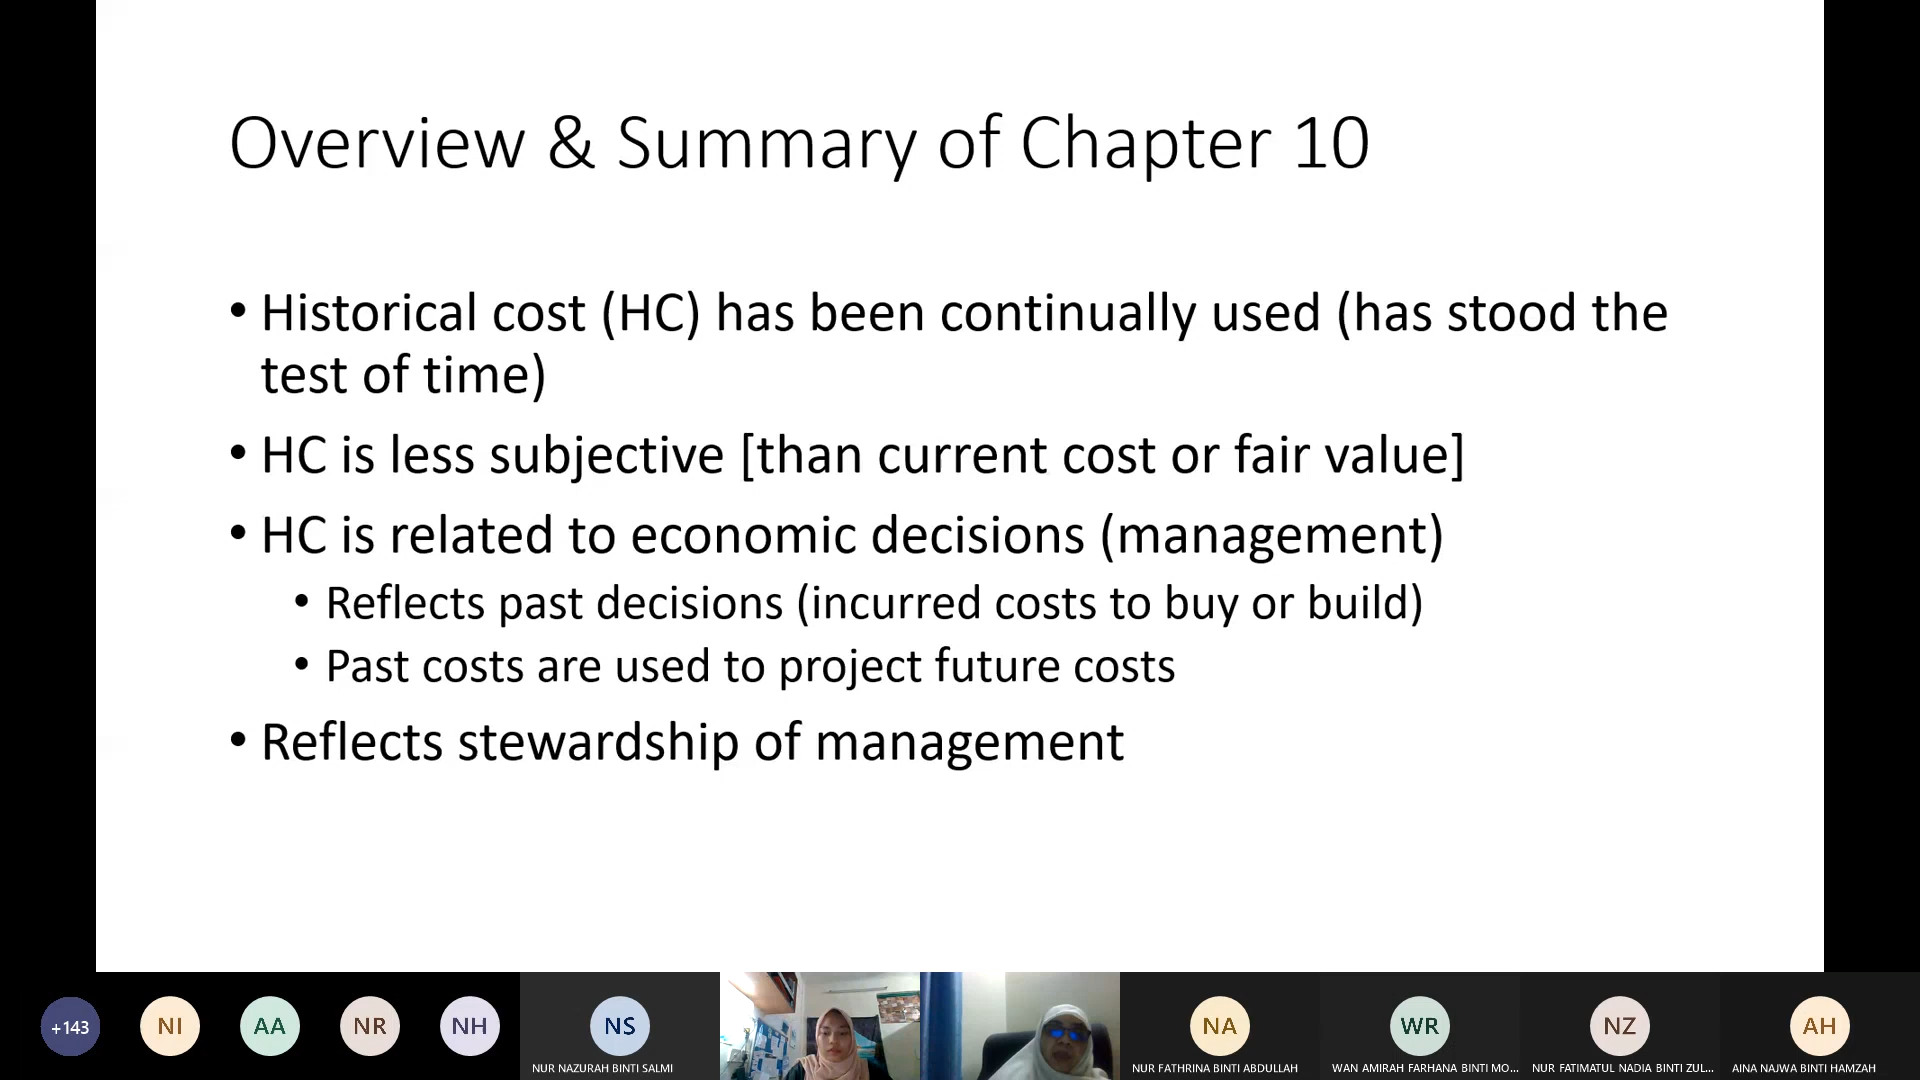 Overview & Summary of Chapter 10
• Historical cost (HC) has been continually used (has stood the
test of time)
• HC is less subjective [than current cost or fair value]
• HC is related to economic decisions (management)
• Reflects past decisions (incurred costs to buy or build)
• Past costs are used to project future costs
• Reflects stewardship of management
+143
NI
AA
NR
NH
NS
NUR NAZURAH BINTI SALMI
NA
NUR FATHRINA BINTI ABDULLAH
WR
WAN AMIRAH FARHANA BINTI MO...
NZ
NUR FATIMATUL NADIA BINTI ZUL...
AH
AINA NAJWA BINTI HAMZAH